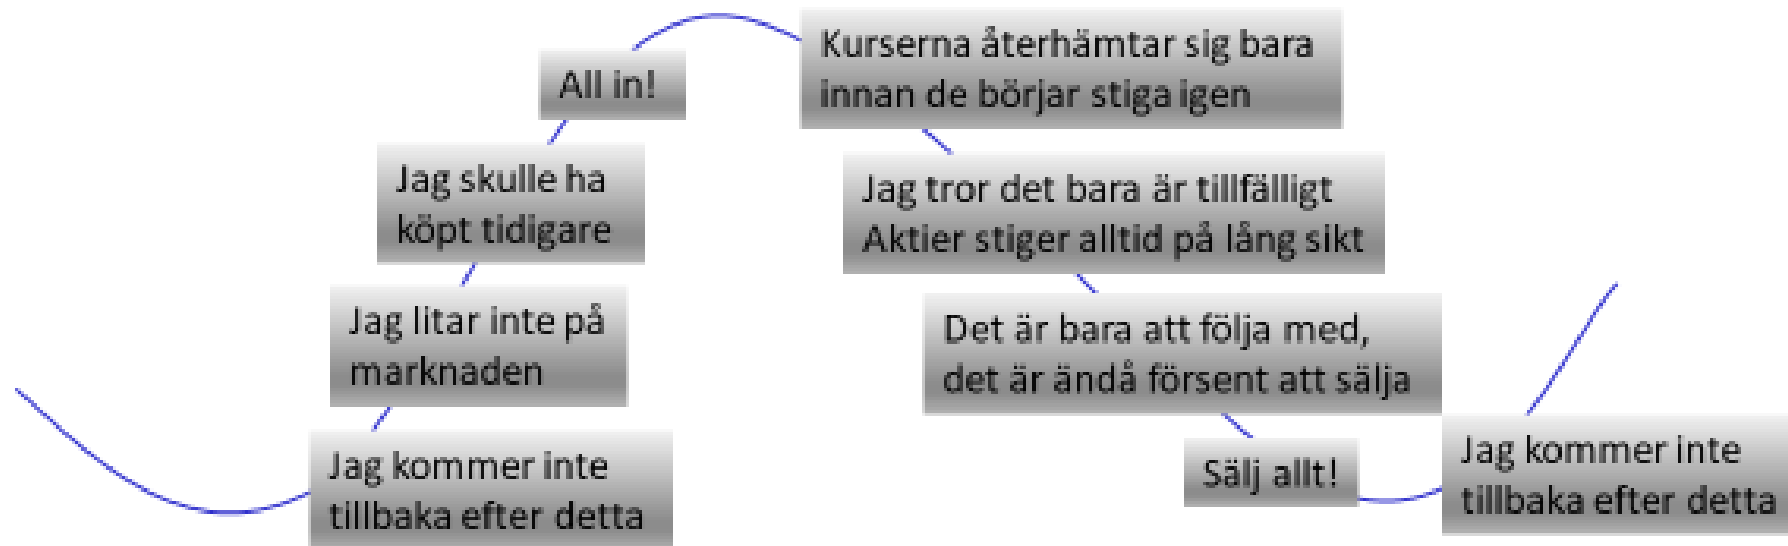 Jag kommer inte
tillbaka efter detta
Jag litar inte på
marknaden
Jag skulle ha
köpt tidigare
All in!
Kurserna återhämtar sig bara
innan de börjar stiga igen
Jag tror det bara är tillfälligt
Aktier stiger alltid på lång sikt
Det är bara att följa med,
det är ändå försent att sälja
Sälj allt!
Jag kommer inte
tillbaka efter detta